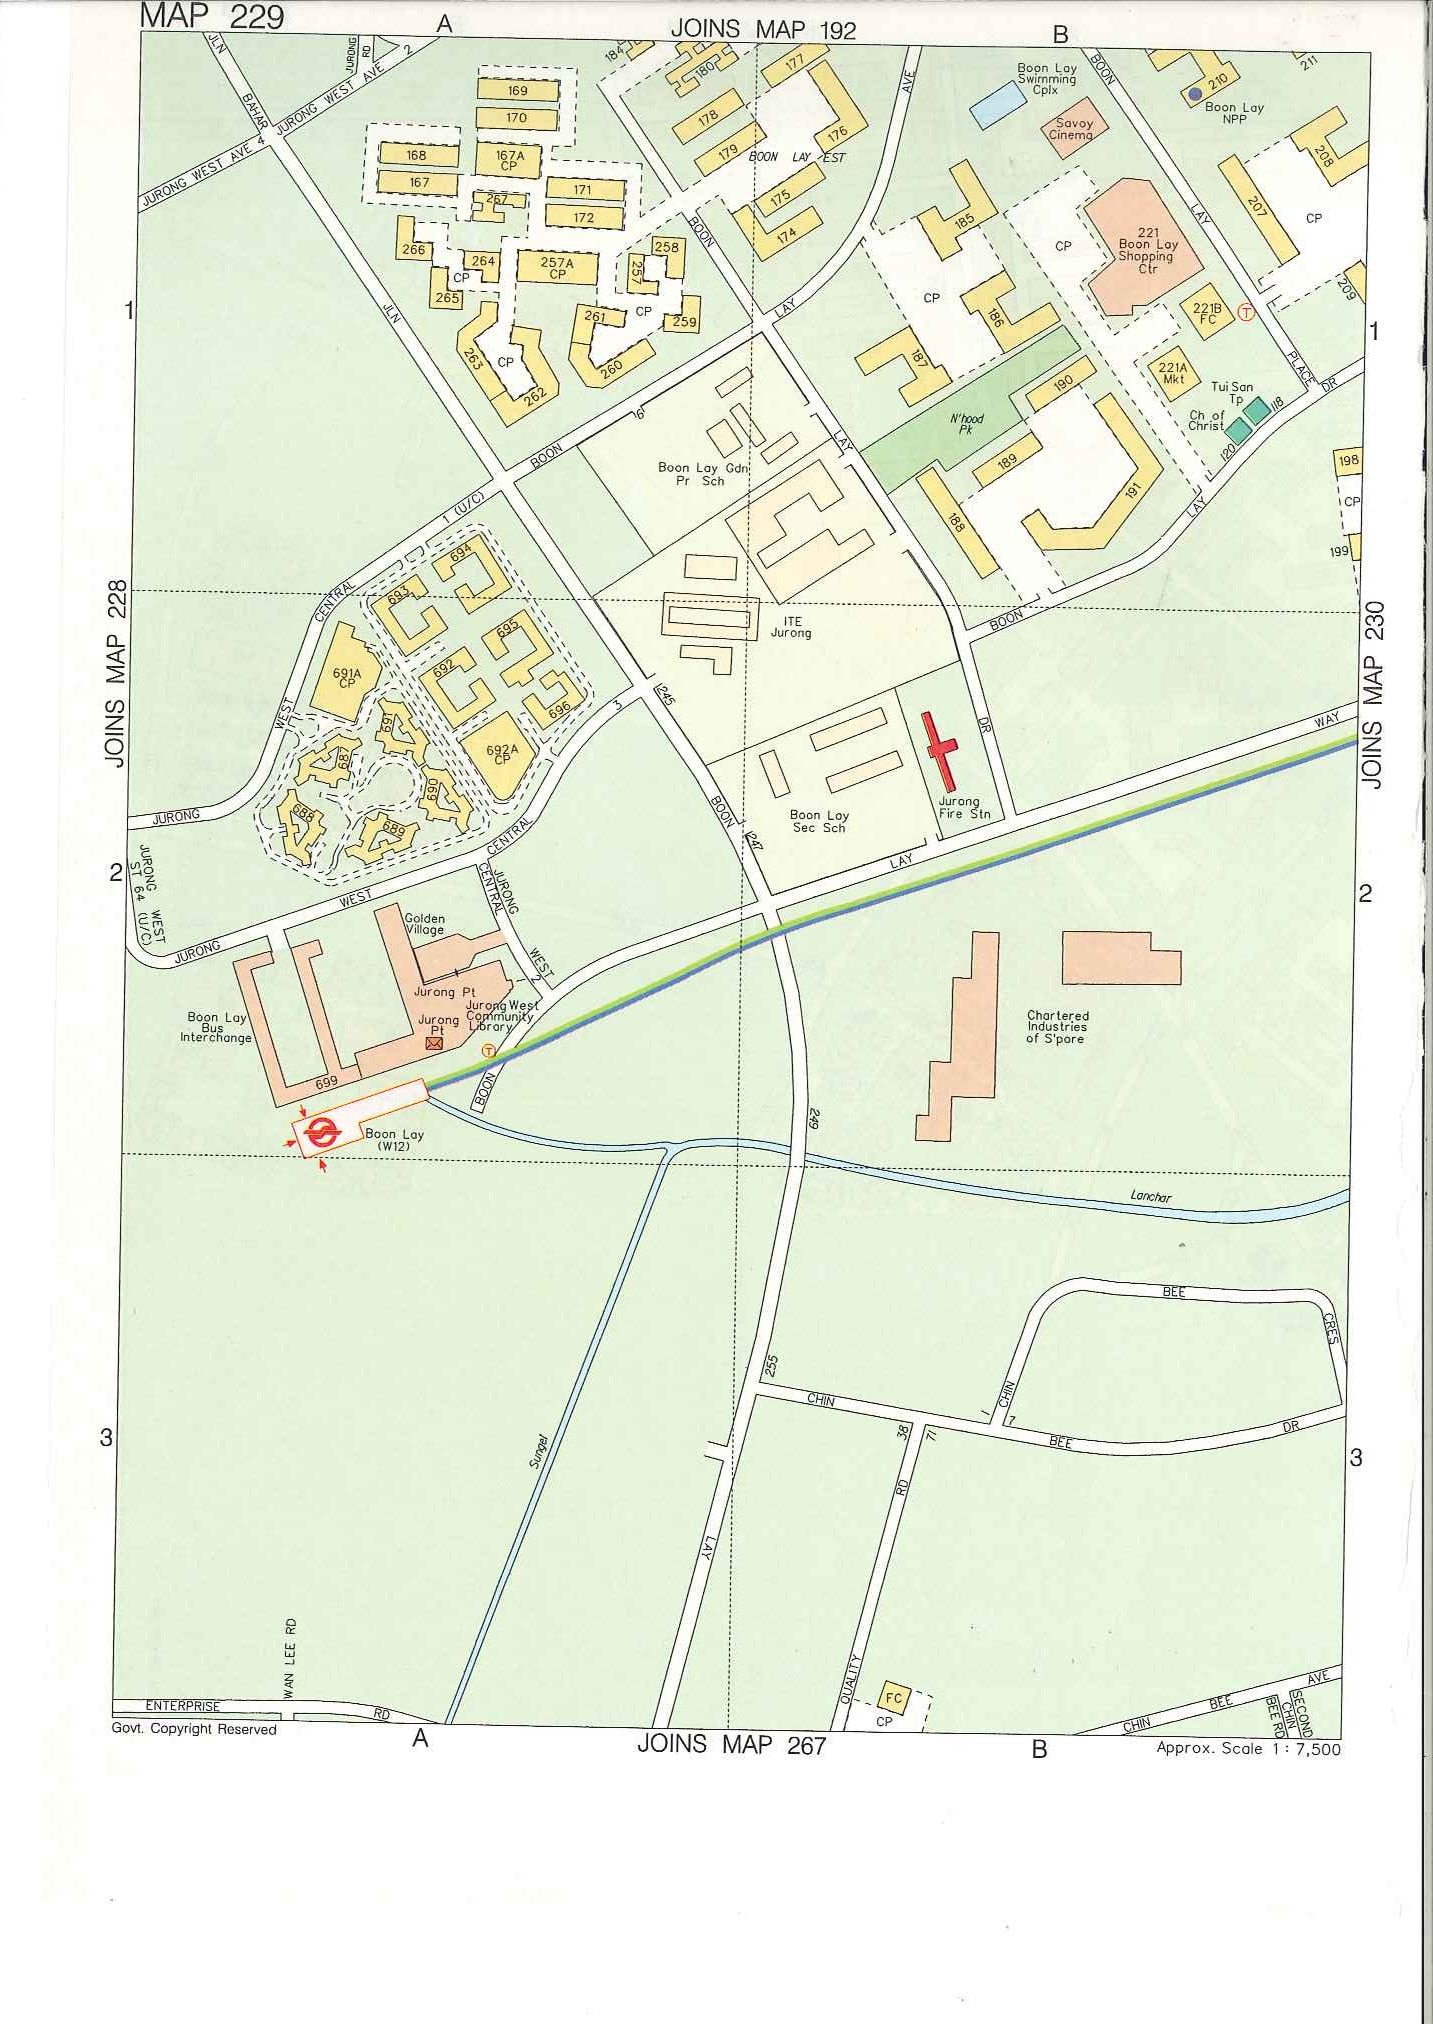 MAP 229
A
JOINS MAP 192
B
JLN
BAHAR
JURONG
RD
2
JURONG WEST AVE
JURONG WEST AVE 4
184
180
177
AVE
Boon Lay
Swimming
Cplx
Savoy
Cinema
BOON
210
211
Boon Lay
NPP
169
170
168
167A
CP
167
267
171
172
178
179
176
BOON LAY EST
175
174
208
207
CP
LAY
185
CP
221
Boon Lay
Shopping
Ctr
266
264
CP
265
257A
CP
258
257
261
CP
259
BOON
LAY
CP
186
221B
FC
T
209
1
JLN
263
CP
262
260
187
221A
Mkt
PLACE
DR
1
Tui San
Tp
118
Ch of
Christ
120
190
N'hood
Pk
6
BOON
LAY
Boon Lay Gdn
Pr Sch
189
191
188
198
CP
199
LAY
1 (U/C)
CENTRAL
WEST
JURONG
694
693
695
692
696
691A
CP
691
687
690
688
689
692A
CP
JOINS MAP 228
ITE
Jurong
BOON
JOINS MAP 230
3
245
DR
WAY
Jurong
Fire Stn
Boon Lay
Sec Sch
BOON
247
LAY
CENTRAL
WEST
JURONG
2
JURONG WEST
ST 64 (U/C)
JURONG
CENTRAL
WEST
2
2
Golden
Village
Jurong Pt
Jurong
Pt
Jurong West
Community
Library
T
Boon Lay
Bus
Interchange
699
BOON
Boon Lay
(W12)
Chartered
Industries
of S'pore
249
Lanchar
BEE
CRES
255
CHIN
CHIN
1
7
38
71
BEE
DR
3
3
Sungei
RD
LAY
WAN LEE RD
QUALITY
FC
CP
ENTERPRISE
RD
CHIN
BEE
AVE
SECOND
CHIN
BEE RD
Govt. Copyright Reserved
A
JOINS MAP 267
B
Approx. Scale 1 : 7,500